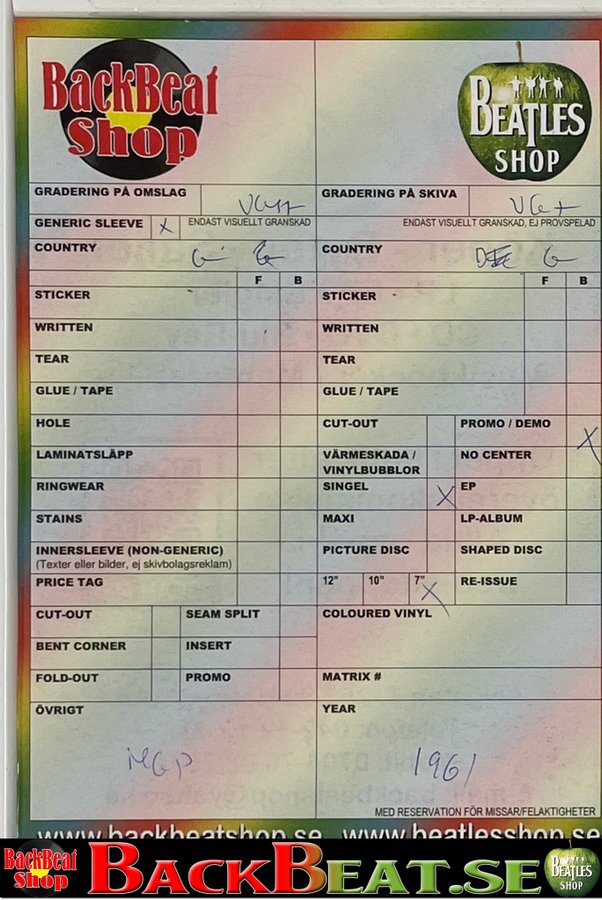 BackBeat Shop
BEATLES SHOP
GRADERING PÅ OMSLAG VG++
GRADERING PÅ SKIVA VG+
GENERIC SLEEVE X ENDAST VISUELLT GRANSKAD
ENDAST VISUELLT GRANSKAD, EJ PROVSPELAD
COUNTRY G
COUNTRY G
F B
F B
STICKER
STICKER
WRITTEN
WRITTEN
TEAR
TEAR
GLUE / TAPE
GLUE / TAPE
HOLE
CUT-OUT PROMO / DEMO X
LAMINATSLÄPP
VÄRMESKADA / VINYLBUBBLOR NO CENTER
RINGWEAR
SINGEL X EP
STAINS
MAXI LP-ALBUM
INNERSLEEVE (NON-GENERIC)
(Texter eller bilder, ej skivbolagsreklam)
PICTURE DISC SHAPED DISC
PRICE TAG
12" 10" 7" X RE-ISSUE
CUT-OUT SEAM SPLIT
COLOURED VINYL
BENT CORNER INSERT
FOLD-OUT PROMO
MATRIX #
ÖVRIGT
YEAR
MGP
1961
MED RESERVATION FÖR MISSAR/FELAKTIGHETER
www.backbeatshop.se www.beatlesshop.se
BackBeat Shop
BACKBEAT.SE
BEATLES SHOP